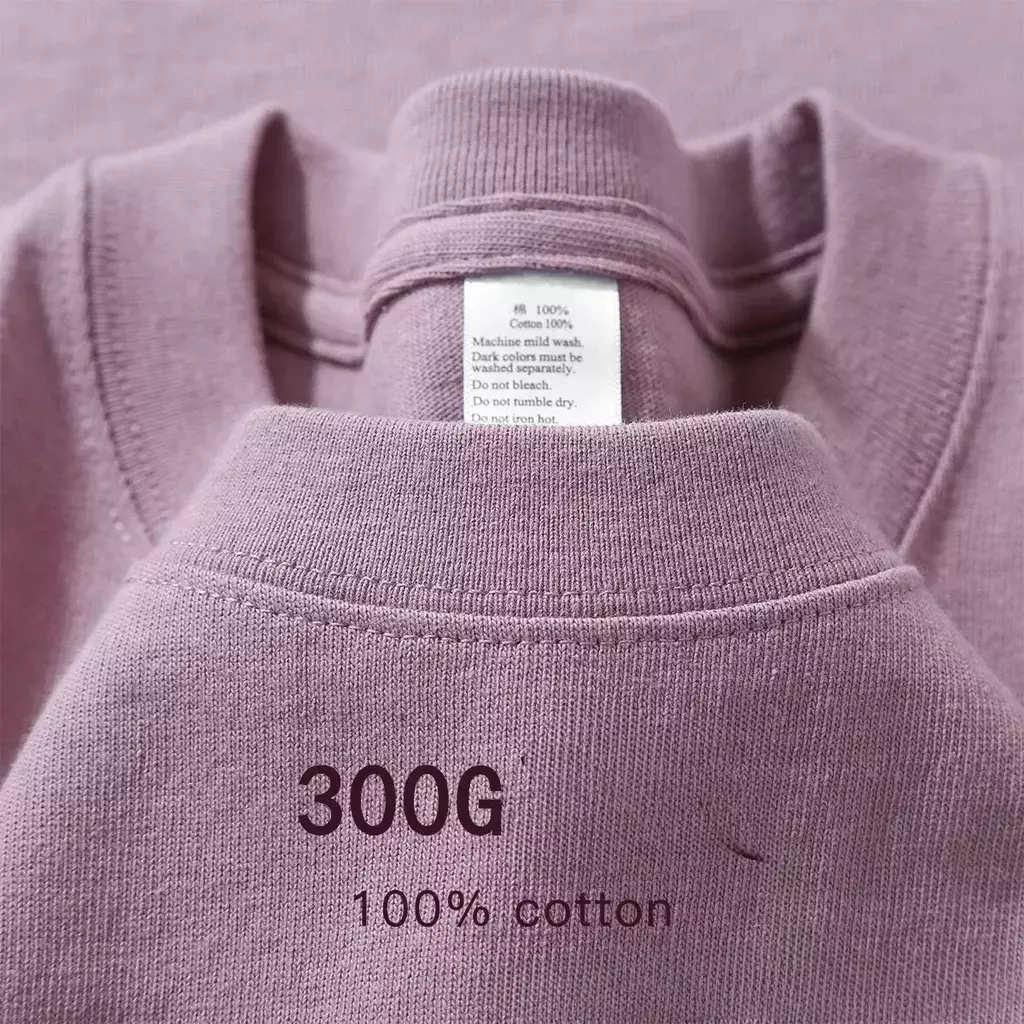 棉 100%
Cotton 100%
Machine mild wash.
Dark colors must be
washed separately.
Do not bleach.
Do not tumble dry.
Do not iron hot.
300G
100% cotton